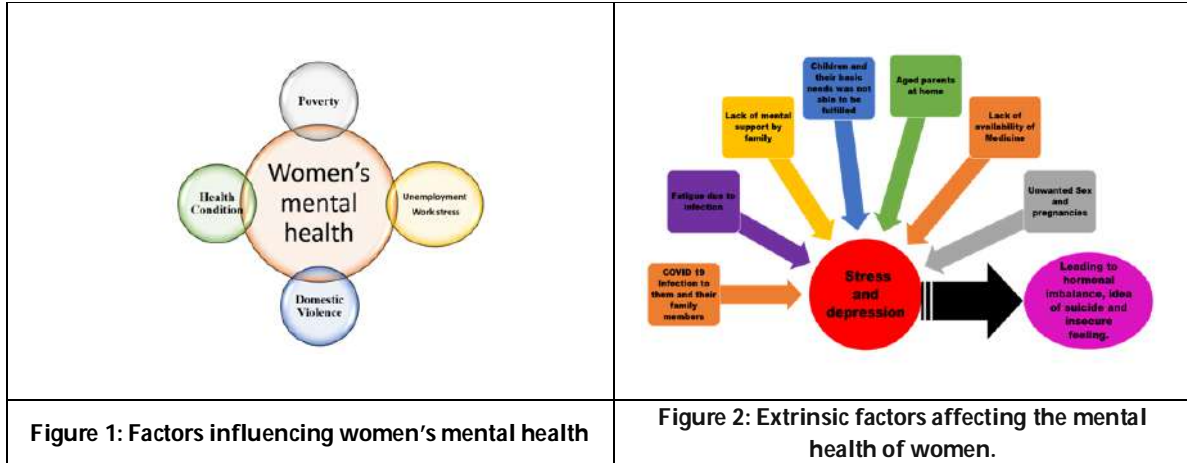 Poverty
Women's
mental
health
Health
Condition
Unemployment
Work stress
Domestic
Violence
Figure 1: Factors influencing women's mental health
Children and
their basic
needs was not
able to be
fulfilled
Aged parents
at home
Lack of mental
support by
family
Lack of
availability of
Medicine
Fatigue due to
infection
Unwanted Sex
and
pregnancies
COVID 19
Infection to
them and their
family
members
Stress
and
depression
Leading to
hormonal
imbalance, idea
of suicide and
insecure
feeling.
Figure 2: Extrinsic factors affecting the mental
health of women.